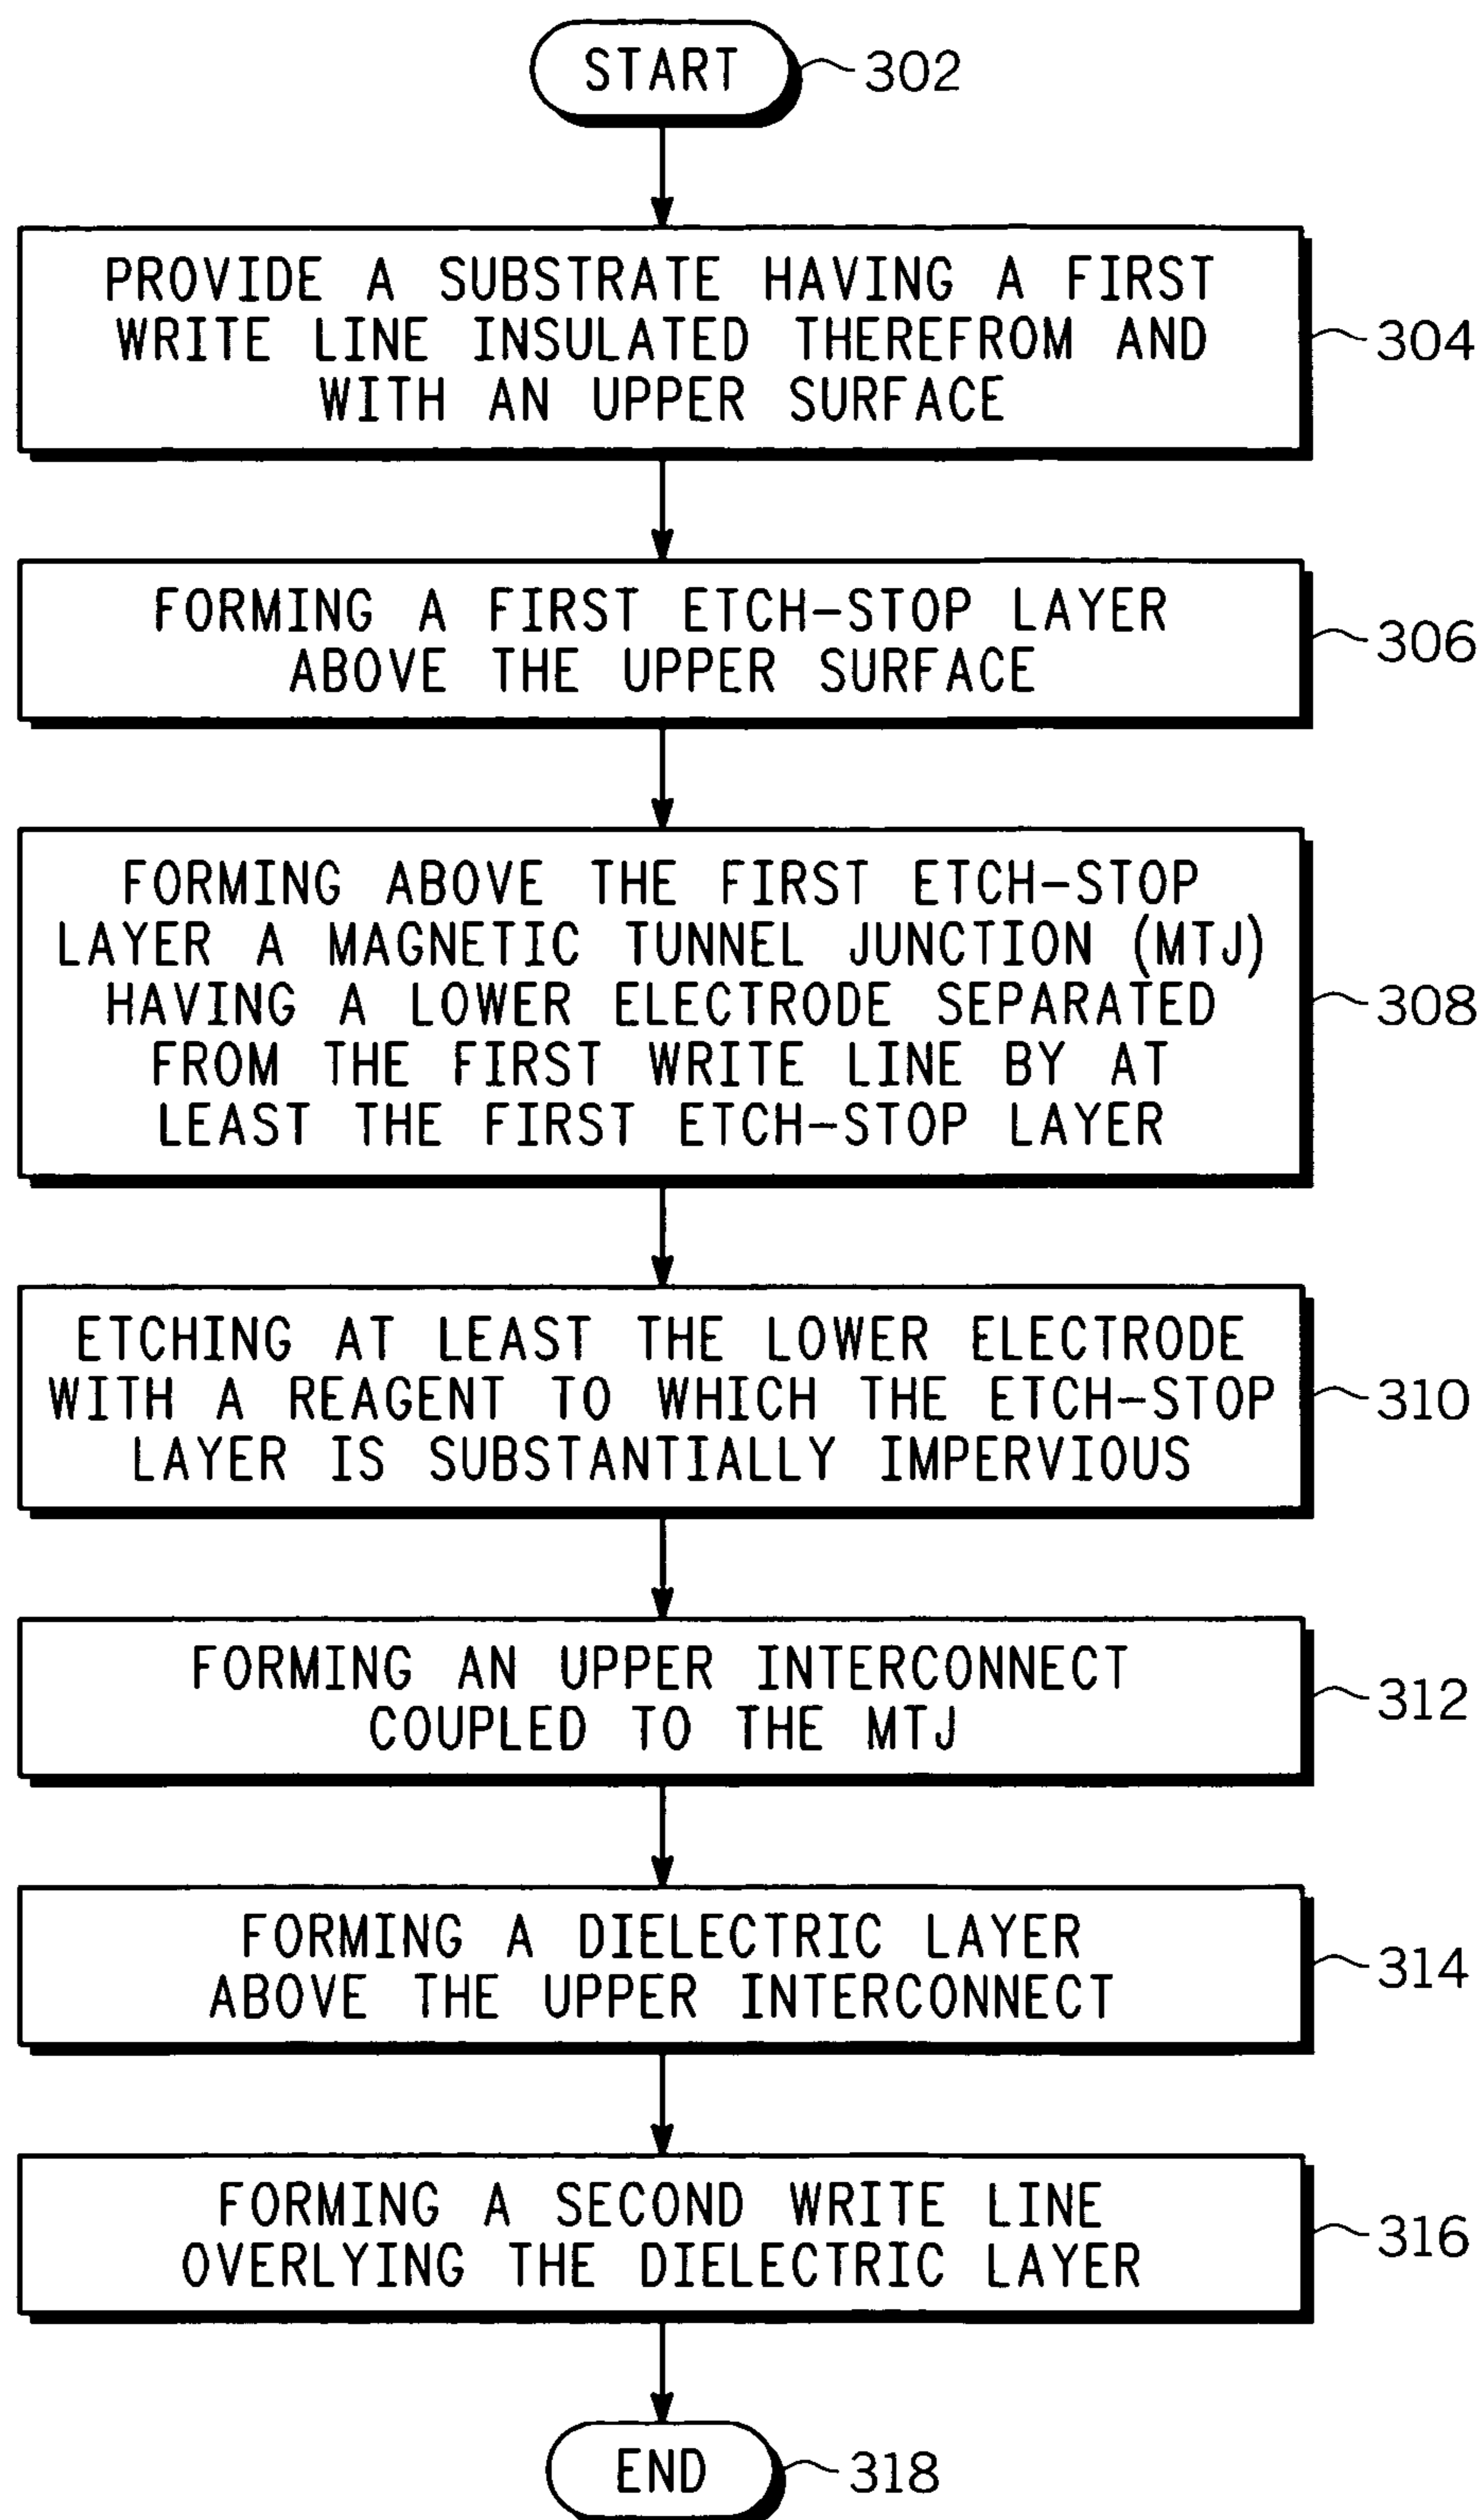 START
302
PROVIDE A SUBSTRATE HAVING A FIRST
WRITE LINE INSULATED THEREFROM AND
WITH AN UPPER SURFACE
304
FORMING A FIRST ETCH-STOP LAYER
ABOVE THE UPPER SURFACE
306
FORMING ABOVE THE FIRST ETCH-STOP
LAYER A MAGNETIC TUNNEL JUNCTION (MTJ)
HAVING A LOWER ELECTRODE SEPARATED
FROM THE FIRST WRITE LINE BY AT
LEAST THE FIRST ETCH-STOP LAYER
308
ETCHING AT LEAST THE LOWER ELECTRODE
WITH A REAGENT TO WHICH THE ETCH-STOP
LAYER IS SUBSTANTIALLY IMPERVIOUS
310
FORMING AN UPPER INTERCONNECT
COUPLED TO THE MTJ
312
FORMING A DIELECTRIC LAYER
ABOVE THE UPPER INTERCONNECT
314
FORMING A SECOND WRITE LINE
OVERLYING THE DIELECTRIC LAYER
316
END
318